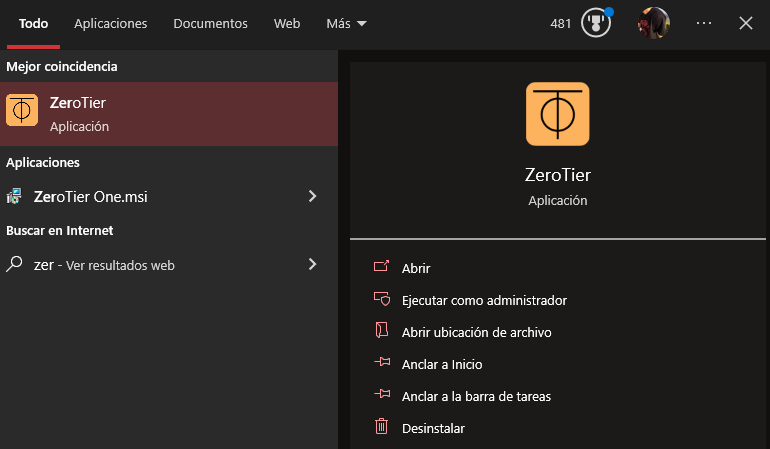 Todo Aplicaciones Documentos Web Más 481 ...
Mejor coincidencia
ZeroTier
Aplicación
Aplicaciones
ZeroTier One.msi
Buscar en Internet
zer - Ver resultados web
ZeroTier
Aplicación
Abrir
Ejecutar como administrador
Abrir ubicación de archivo
Anclar a Inicio
Anclar a la barra de tareas
Desinstalar